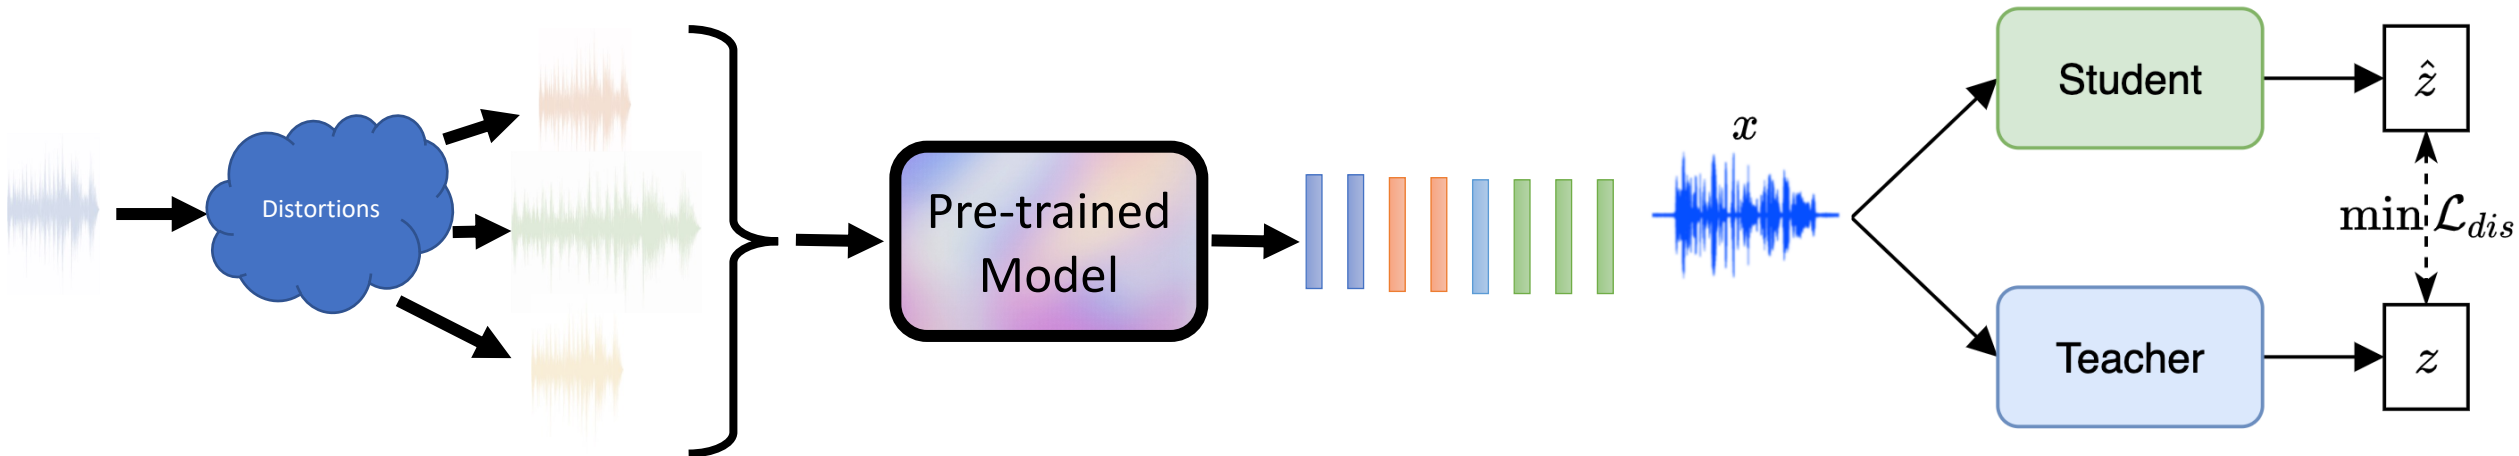 Distortions
Pre-trained
Model
x
Student
Teacher
ẑ
min ℒ_dis
z